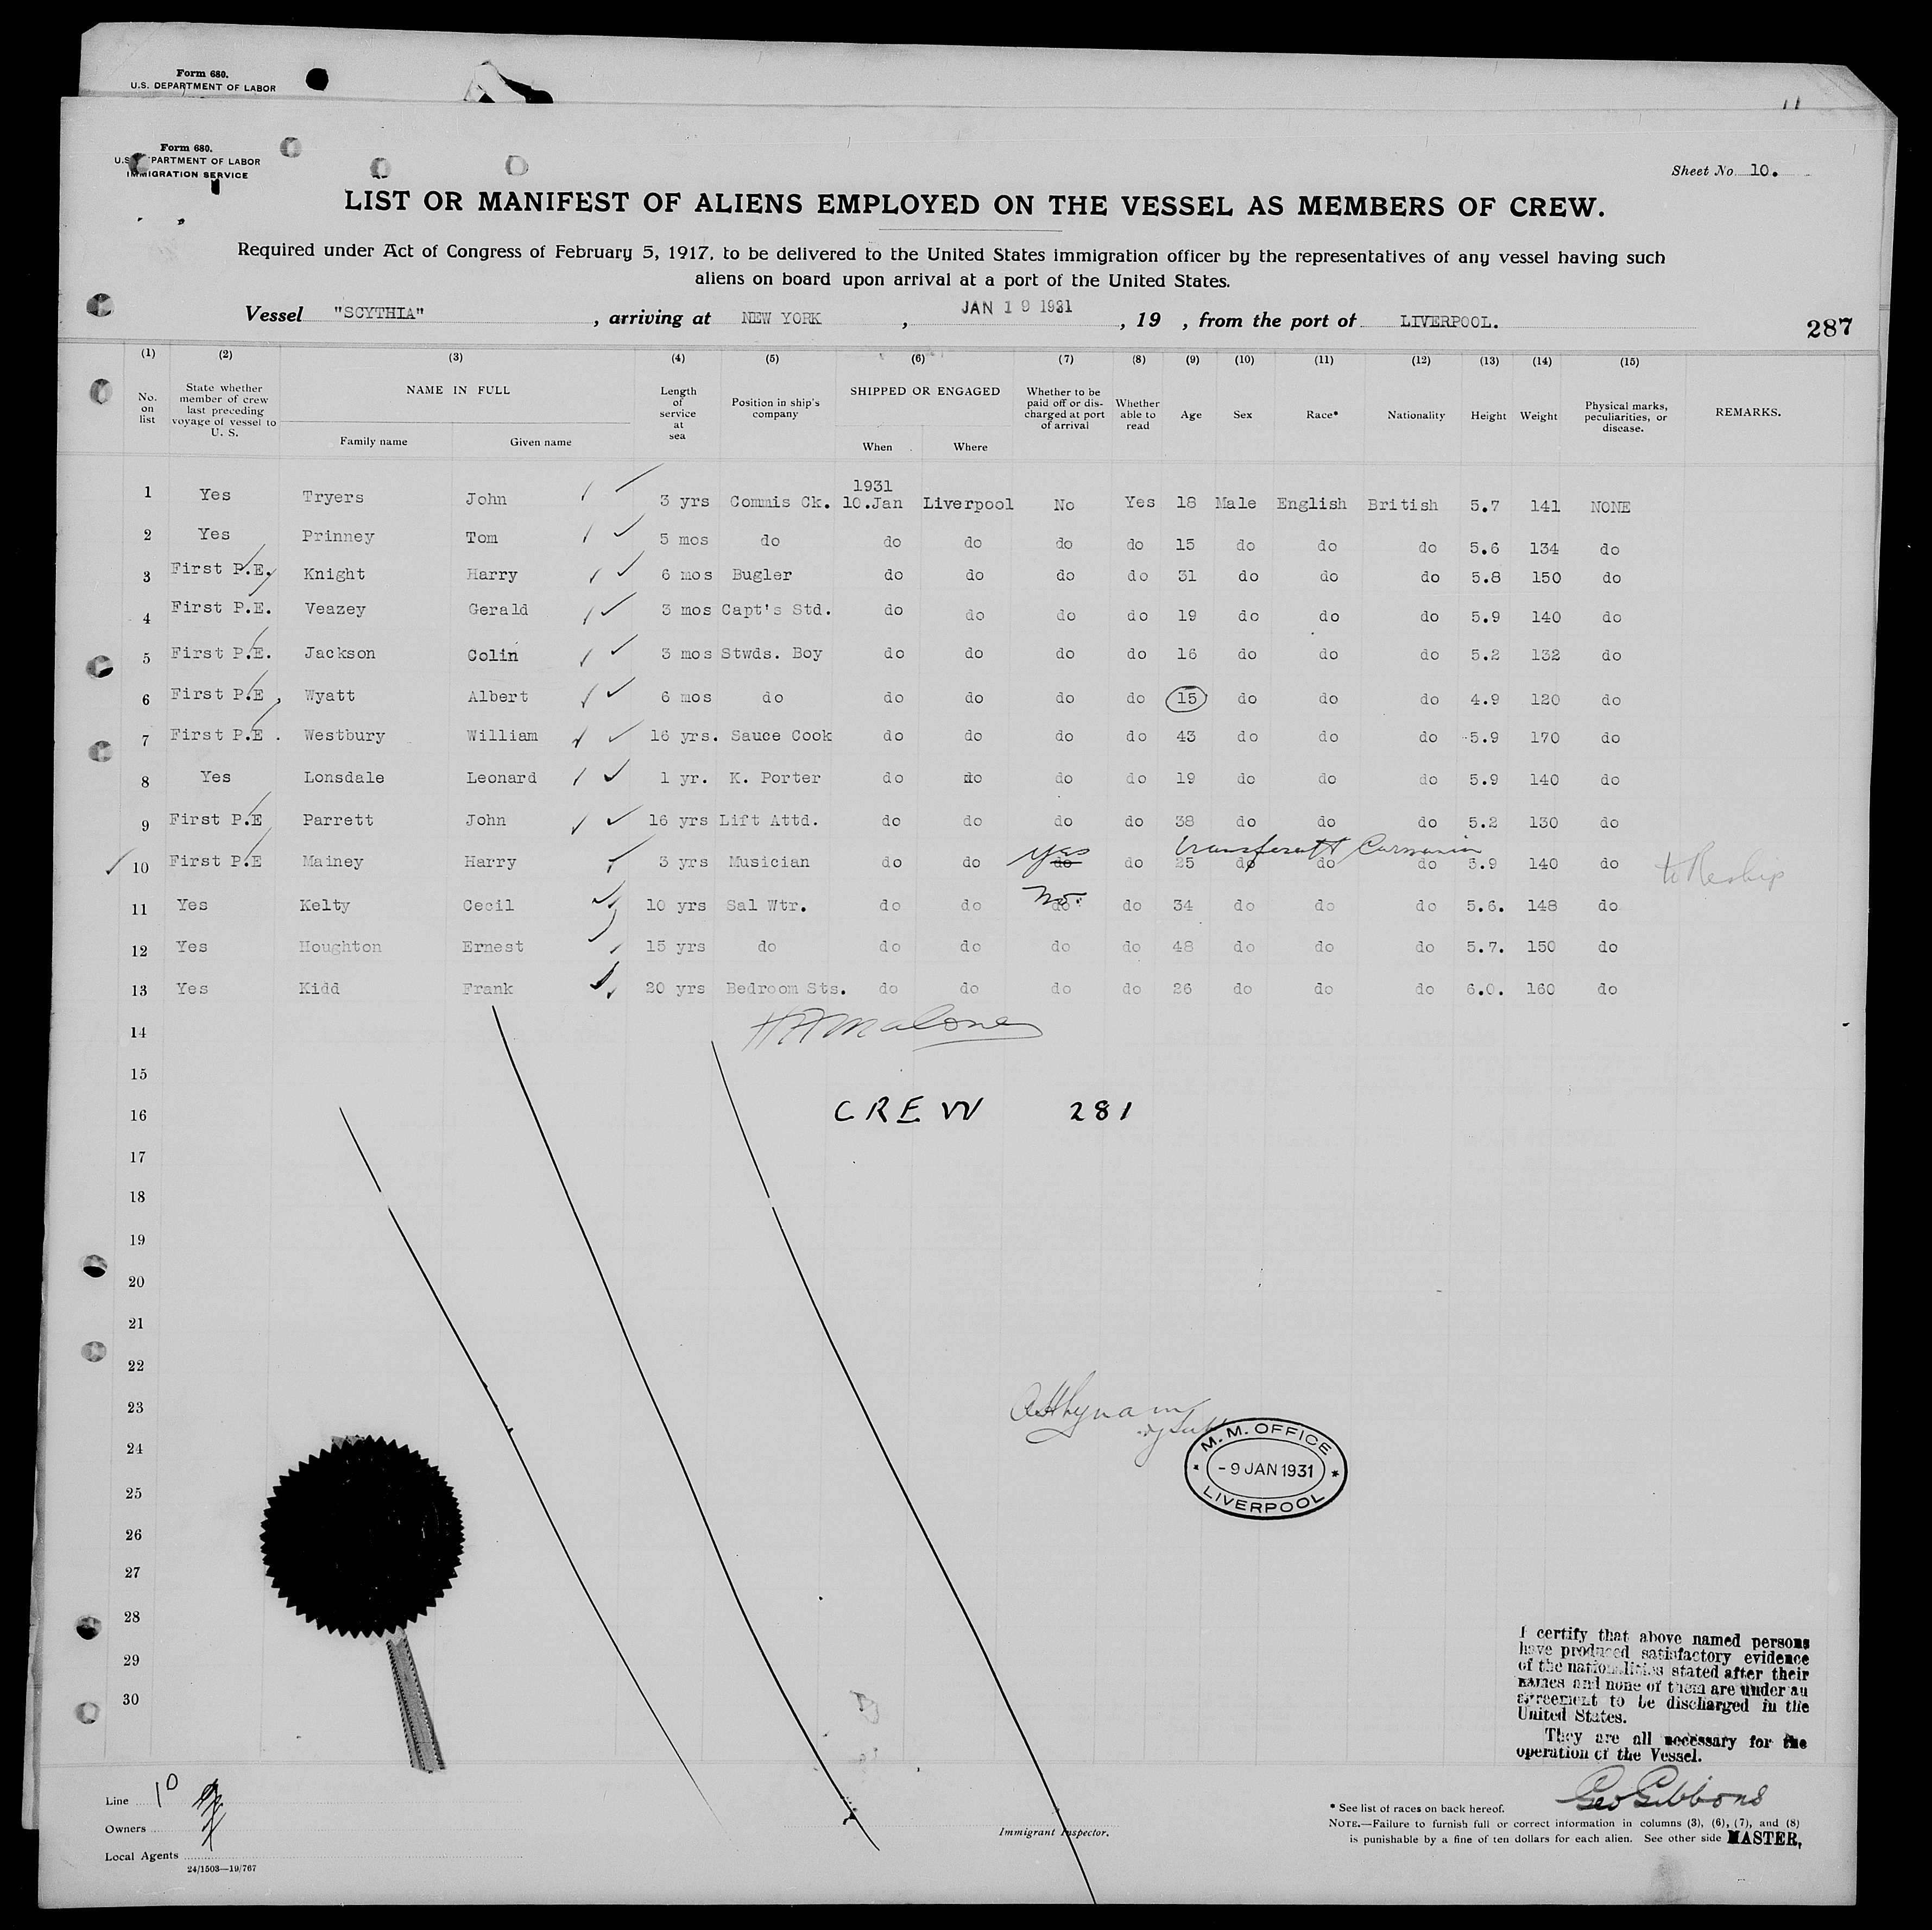 Form 680.
U.S. DEPARTMENT OF LABOR
Form 680.
U.S. DEPARTMENT OF LABOR
IMMIGRATION SERVICE
Sheet No 10.
LIST OR MANIFEST OF ALIENS EMPLOYED ON THE VESSEL AS MEMBERS OF CREW.
Required under Act of Congress of February 5, 1917, to be delivered to the United States immigration officer by the representatives of any vessel having such
aliens on board upon arrival at a port of the United States.
Vessel "SCYTHIA", arriving at NEW YORK, JAN 19 1931, 19 , from the port of LIVERPOOL.
287
(1) (2) (3) (4) (5) (6) (7) (8) (9) (10) (11) (12) (13) (14) (15)
No. on list State whether member of crew last preceding voyage of vessel to U. S. NAME IN FULL Family name Given name Length of service at sea Position in ship's company SHIPPED OR ENGAGED When Where Whether to be paid off or discharged at port of arrival Whether able to read Age Sex Race* Nationality Height Weight Physical marks, peculiarities, or disease. REMARKS.
1 Yes Tryers John 3 yrs Commis Ck. 1931 10.Jan Liverpool No Yes 18 Male English British 5.7 141 NONE
2 Yes Prinney Tom 5 mos do do do do do 15 do do do 5.6 134 do
3 First P.E. Knight Harry 6 mos Bugler do do do do 31 do do do 5.8 150 do
4 First P.E. Veazey Gerald 3 mos Capt's Std. do do do do 19 do do do 5.9 140 do
5 First P.E. Jackson Colin 3 mos Stwds. Boy do do do do 16 do do do 5.2 132 do
6 First P.E , Wyatt Albert 6 mos do do do do do 15 do do do 4.9 120 do
7 First P.E . Westbury William 16 yrs. Sauce Cook do do do do 43 do do do 5.9 170 do
8 Yes Lonsdale Leonard 1 yr. K. Porter do do do do 19 do do do 5.9 140 do
9 First P.E Parrett John 16 yrs Lift Attd. do do do do 38 do do do 5.2 130 do
yes
10 First P.E Mainey Harry 3 yrs Musician do do do do 25 do do do 5.9 140 do to Reship
No.
11 Yes Kelty Cecil 10 yrs Sal Wtr. do do do do 34 do do do 5.6. 148 do
12 Yes Houghton Ernest 15 yrs do do do do do 48 do do do 5.7. 150 do
13 Yes Kidd Frank 20 yrs Bedroom Sts. do do do do 26 do do do 6.0. 160 do
14 Malone
15
16 CREW 281
17
18
19
20
21
22
23
24
M. M. OFFICE
25
-9 JAN 1931
LIVERPOOL
26
27
28
29
30
I certify that above named persons
have produced satisfactory evidence
of the nationalities stated after their
names and none of them are under an
agreement to be discharged in the
United States.
They are all necessary for the
operation of the Vessel.
Geo Gibbons
MASTER,
Line 10
Owners
Local Agents
24/1503—19/767
Immigrant Inspector.
* See list of races on back hereof.
NOTE.—Failure to furnish full or correct information in columns (3), (6), (7), and (8)
is punishable by a fine of ten dollars for each alien. See other side